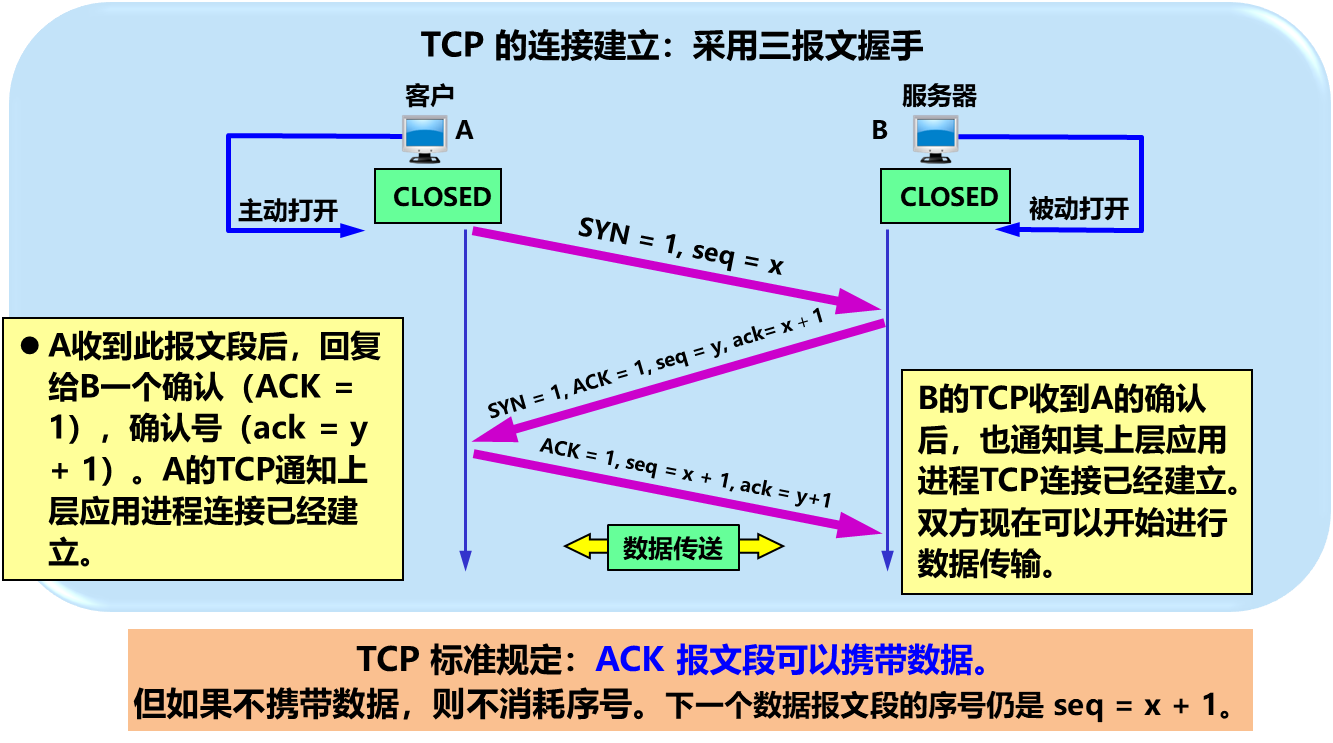 TCP 的连接建立：采用三报文握手
客户
服务器
A
B
CLOSED
CLOSED
主动打开
被动打开
SYN = 1, seq = x
SYN = 1, ACK = 1, seq = y, ack= x + 1
ACK = 1, seq = x + 1, ack = y+1
数据传送
● A收到此报文段后，回复
给B一个确认（ACK =
1），确认号（ack = y
+ 1）。A的TCP通知上
层应用进程连接已经建
立。
B的TCP收到A的确认
后，也通知其上层应用
进程TCP连接已经建立。
双方现在可以开始进行
数据传输。
TCP 标准规定：ACK 报文段可以携带数据。
但如果不携带数据，则不消耗序号。下一个数据报文段的序号仍是 seq = x + 1。